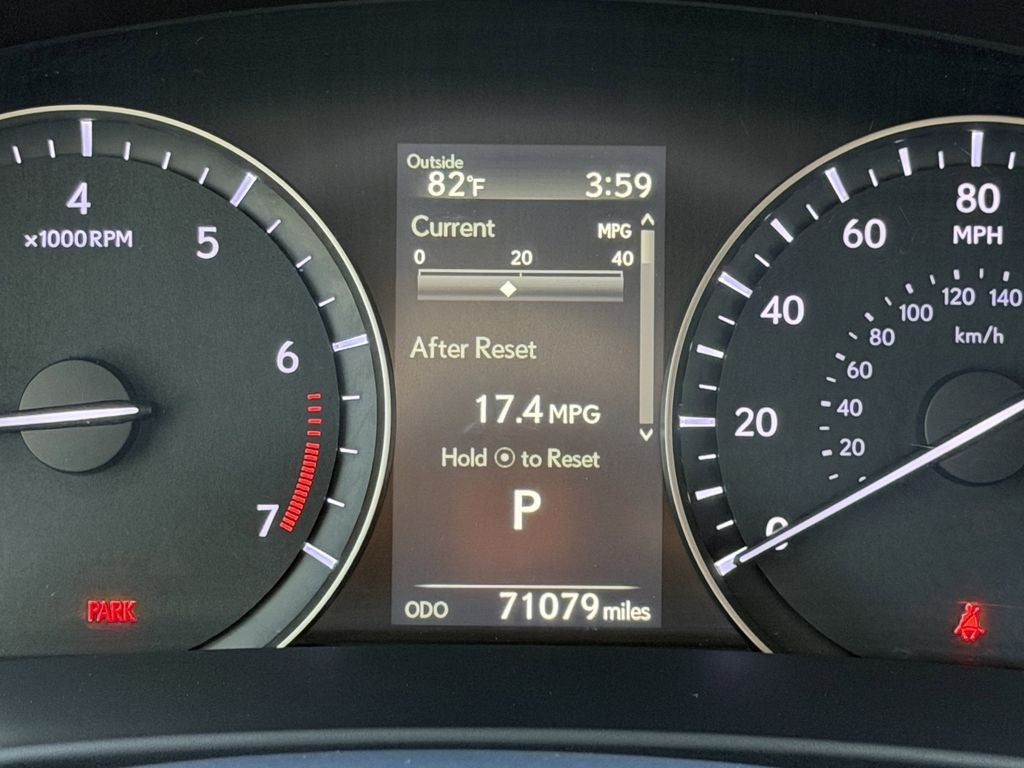 Outside
82°F 3:59
Current MPG
0 20 40
After Reset
17.4 MPG
Hold ⊙ to Reset
P
ODO 71079 miles
4
x1000RPM
5
6
7
PARK
0
20
40
60
80
MPH
20
40
60
80
100
120
140
km/h